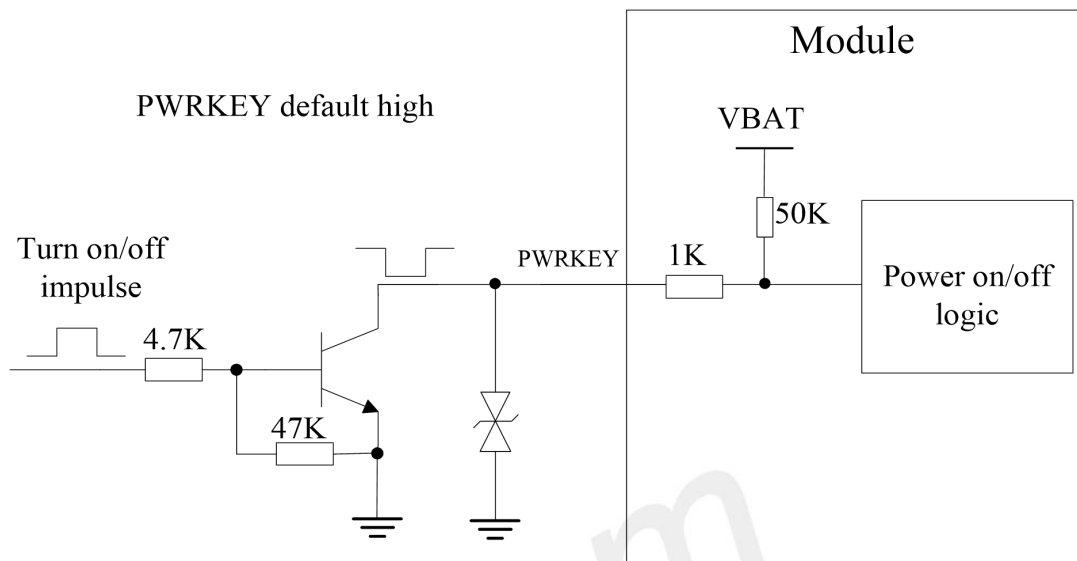 Module
PWRKEY default high
VBAT
50K
Turn on/off
impulse
PWRKEY
1K
Power on/off
logic
4.7K
47K
m